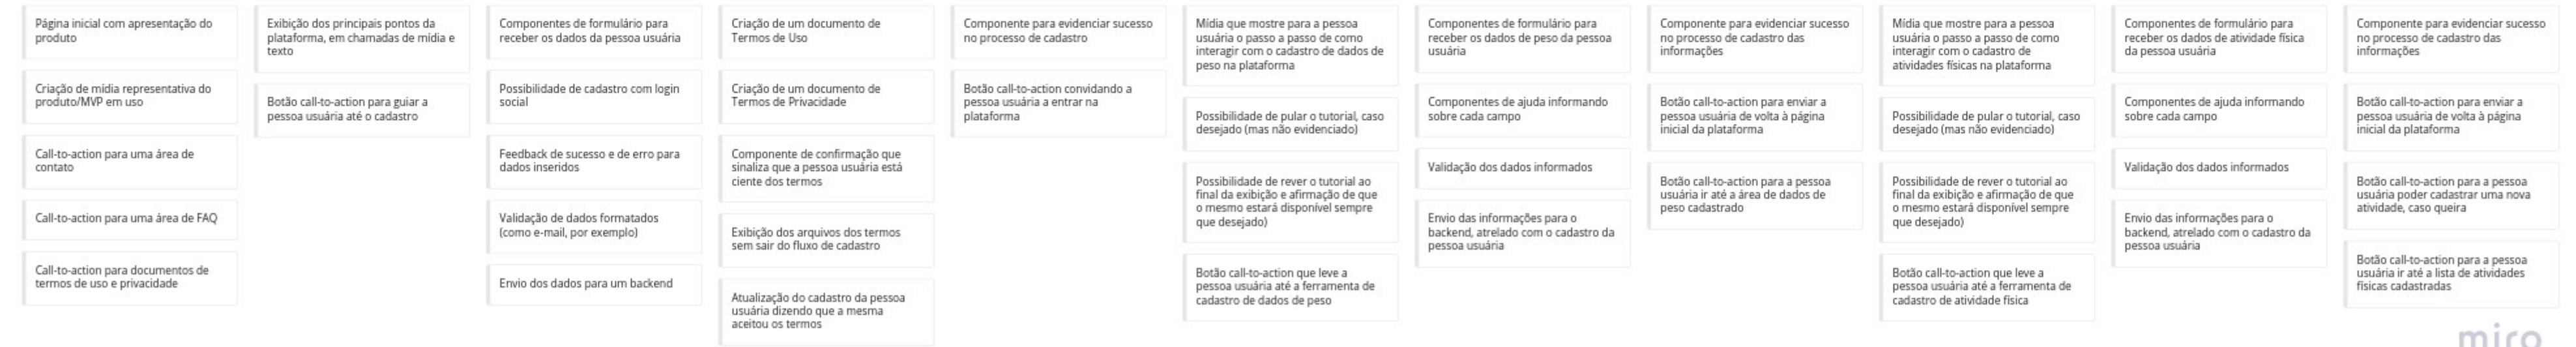 Página inicial com apresentação do
produto
Criação de mídia representativa do
produto/MVP em uso
Call-to-action para uma área de
contato
Call-to-action para uma área de FAQ
Call-to-action para documentos de
termos de uso e privacidade
Exibição dos principais pontos da
plataforma, em chamadas de mídia e
texto
Botão call-to-action para guiar a
pessoa usuária até o cadastro
Componentes de formulário para
receber os dados da pessoa usuária
Possibilidade de cadastro com login
social
Feedback de sucesso e de erro para
dados inseridos
Validação de dados formatados
(como e-mail, por exemplo)
Envio dos dados para um backend
Criação de um documento de
Termos de Uso
Criação de um documento de
Termos de Privacidade
Componente de confirmação que
sinaliza que a pessoa usuária está
ciente dos termos
Exibição dos arquivos dos termos
sem sair do fluxo de cadastro
Atualização do cadastro da pessoa
usuária dizendo que a mesma
aceitou os termos
Componente para evidenciar sucesso
no processo de cadastro
Botão call-to-action convidando a
pessoa usuária a entrar na
plataforma
Mídia que mostre para a pessoa
usuária o passo a passo de como
interagir com o cadastro de dados de
peso na plataforma
Possibilidade de pular o tutorial, caso
desejado (mas não evidenciado)
Possibilidade de rever o tutorial ao
final da exibição e afirmação de que
o mesmo estará disponível sempre
que desejado)
Botão call-to-action que leve a
pessoa usuária até a ferramenta de
cadastro de dados de peso
Componentes de formulário para
receber os dados de peso da pessoa
usuária
Componentes de ajuda informando
sobre cada campo
Validação dos dados informados
Envio das informações para o
backend, atrelado com o cadastro da
pessoa usuária
Componente para evidenciar sucesso
no processo de cadastro das
informações
Botão call-to-action para enviar a
pessoa usuária de volta à página
inicial da plataforma
Botão call-to-action para a pessoa
usuária ir até a área de dados de
peso cadastrado
Mídia que mostre para a pessoa
usuária o passo a passo de como
interagir com o cadastro de
atividades físicas na plataforma
Possibilidade de pular o tutorial, caso
desejado (mas não evidenciado)
Possibilidade de rever o tutorial ao
final da exibição e afirmação de que
o mesmo estará disponível sempre
que desejado)
Botão call-to-action que leve a
pessoa usuária até a ferramenta de
cadastro de atividade física
Componentes de formulário para
receber os dados de atividade física
da pessoa usuária
Componentes de ajuda informando
sobre cada campo
Validação dos dados informados
Envio das informações para o
backend, atrelado com o cadastro da
pessoa usuária
Componente para evidenciar sucesso
no processo de cadastro das
informações
Botão call-to-action para enviar a
pessoa usuária de volta à página
inicial da plataforma
Botão call-to-action para a pessoa
usuária poder cadastrar uma nova
atividade, caso queira
Botão call-to-action para a pessoa
usuária ir até a lista de atividades
físicas cadastradas
miro